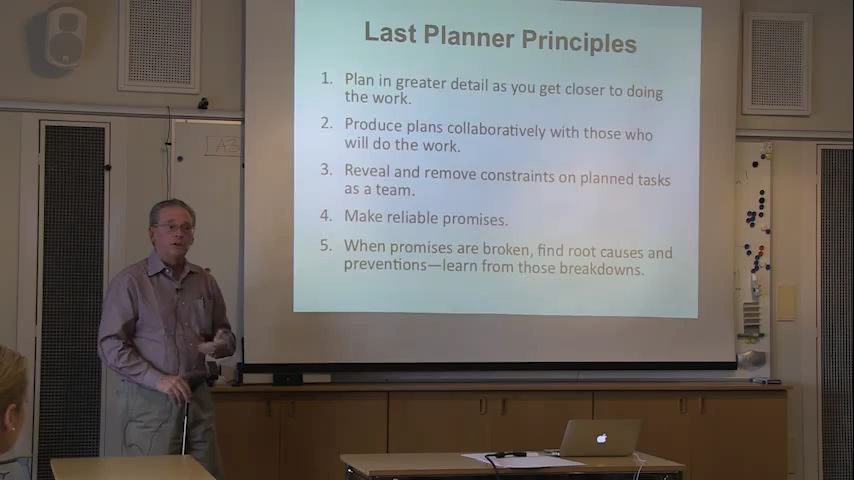 Last Planner Principles
1. Plan in greater detail as you get closer to doing
the work.
2. Produce plans collaboratively with those who
will do the work.
3. Reveal and remove constraints on planned tasks
as a team.
4. Make reliable promises.
5. When promises are broken, find root causes and
preventions—learn from those breakdowns.
A3